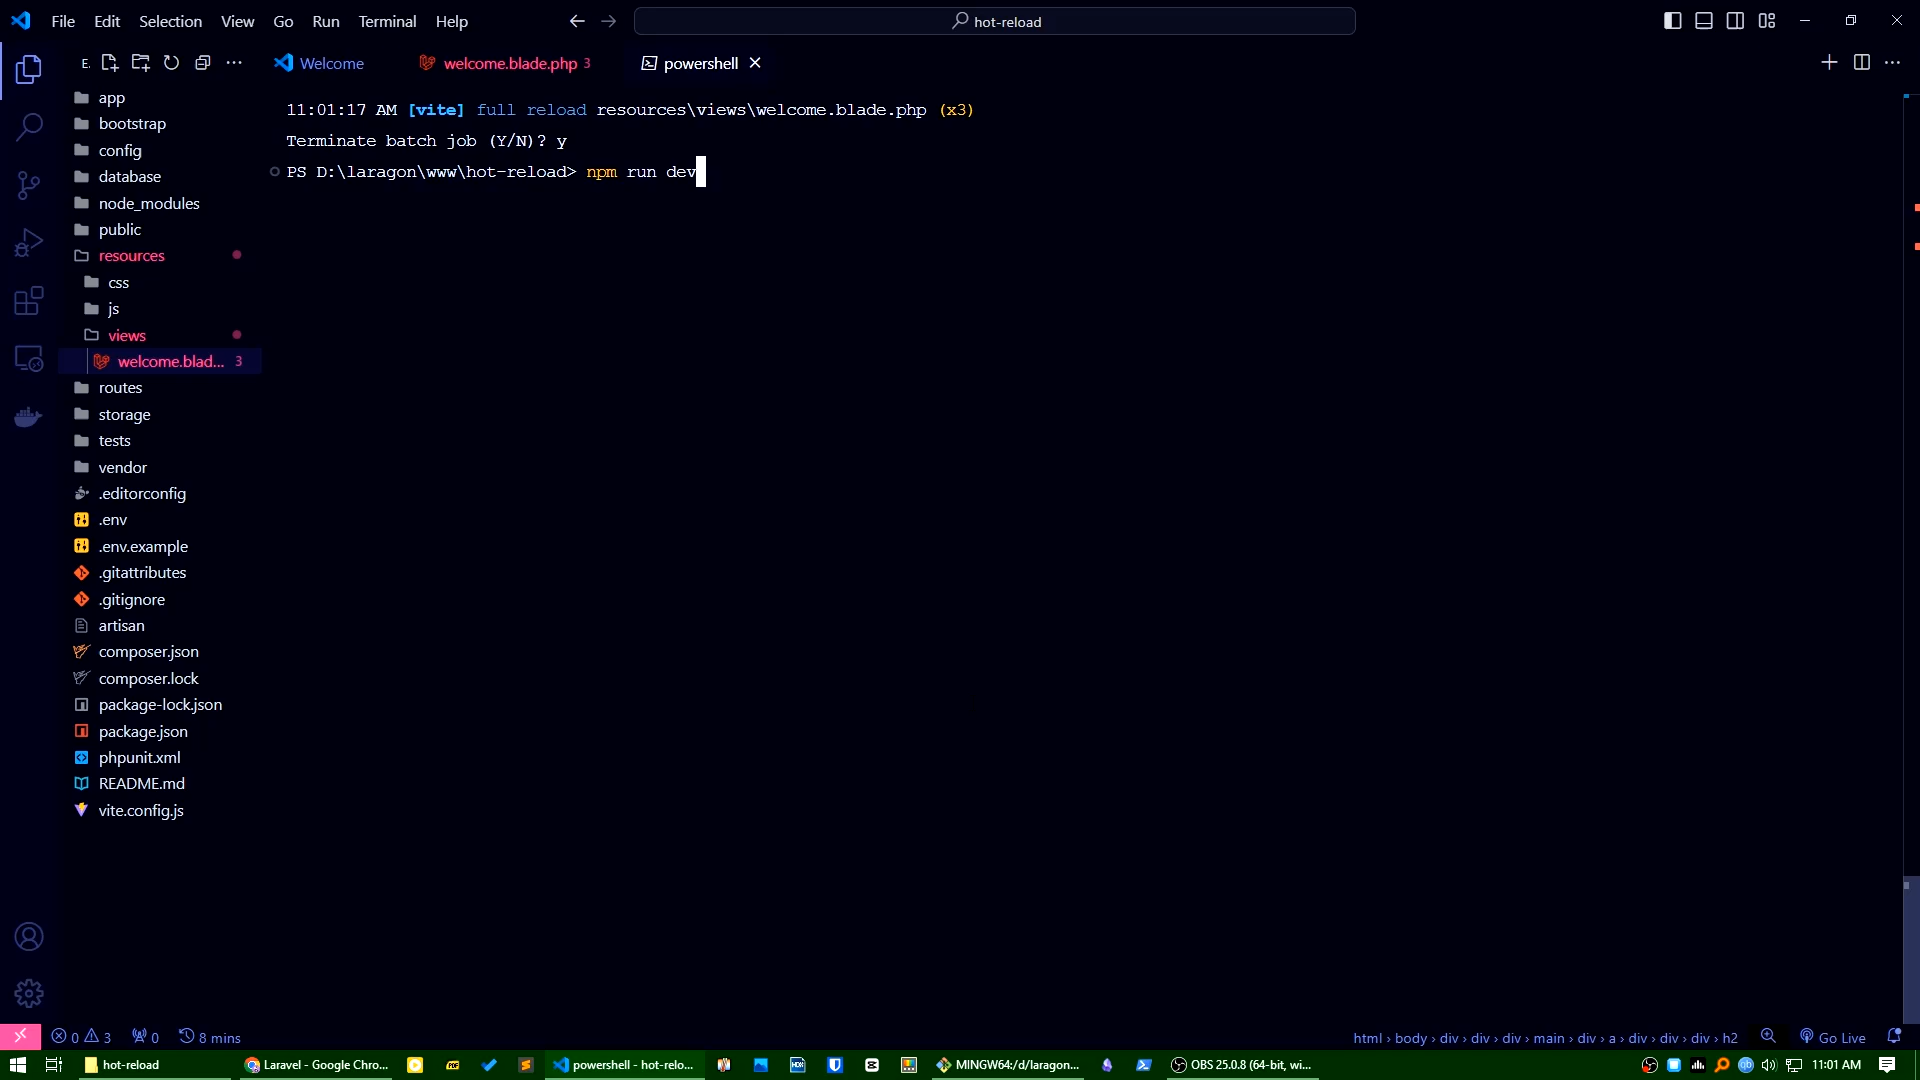 File Edit Selection View Go Run Terminal Help
hot-reload
E.
Welcome
welcome.blade.php 3
powershell
app
bootstrap
config
database
node_modules
public
resources
css
js
views
welcome.blad... 3
routes
storage
tests
vendor
.editorconfig
.env
.env.example
.gitattributes
.gitignore
artisan
composer.json
composer.lock
package-lock.json
package.json
phpunit.xml
README.md
vite.config.js
11:01:17 AM [vite] full reload resources\views\welcome.blade.php (x3)
Terminate batch job (Y/N)? y
PS D:\laragon\www\hot-reload> npm run dev
0 3 0 8 mins
html › body › div › div › div › main › div › a › div › div › div › h2
Go Live
hot-reload
Laravel - Google Chro...
powershell - hot-relo...
MINGW64:/d/laragon...
OBS 25.0.8 (64-bit, wi...
11:01 AM